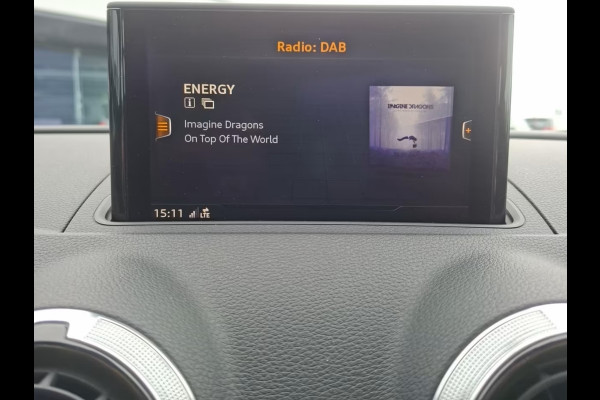 Radio: DAB
ENERGY
Imagine Dragons
On Top Of The World
IMAGINE DRAGONS
15:11 LTE